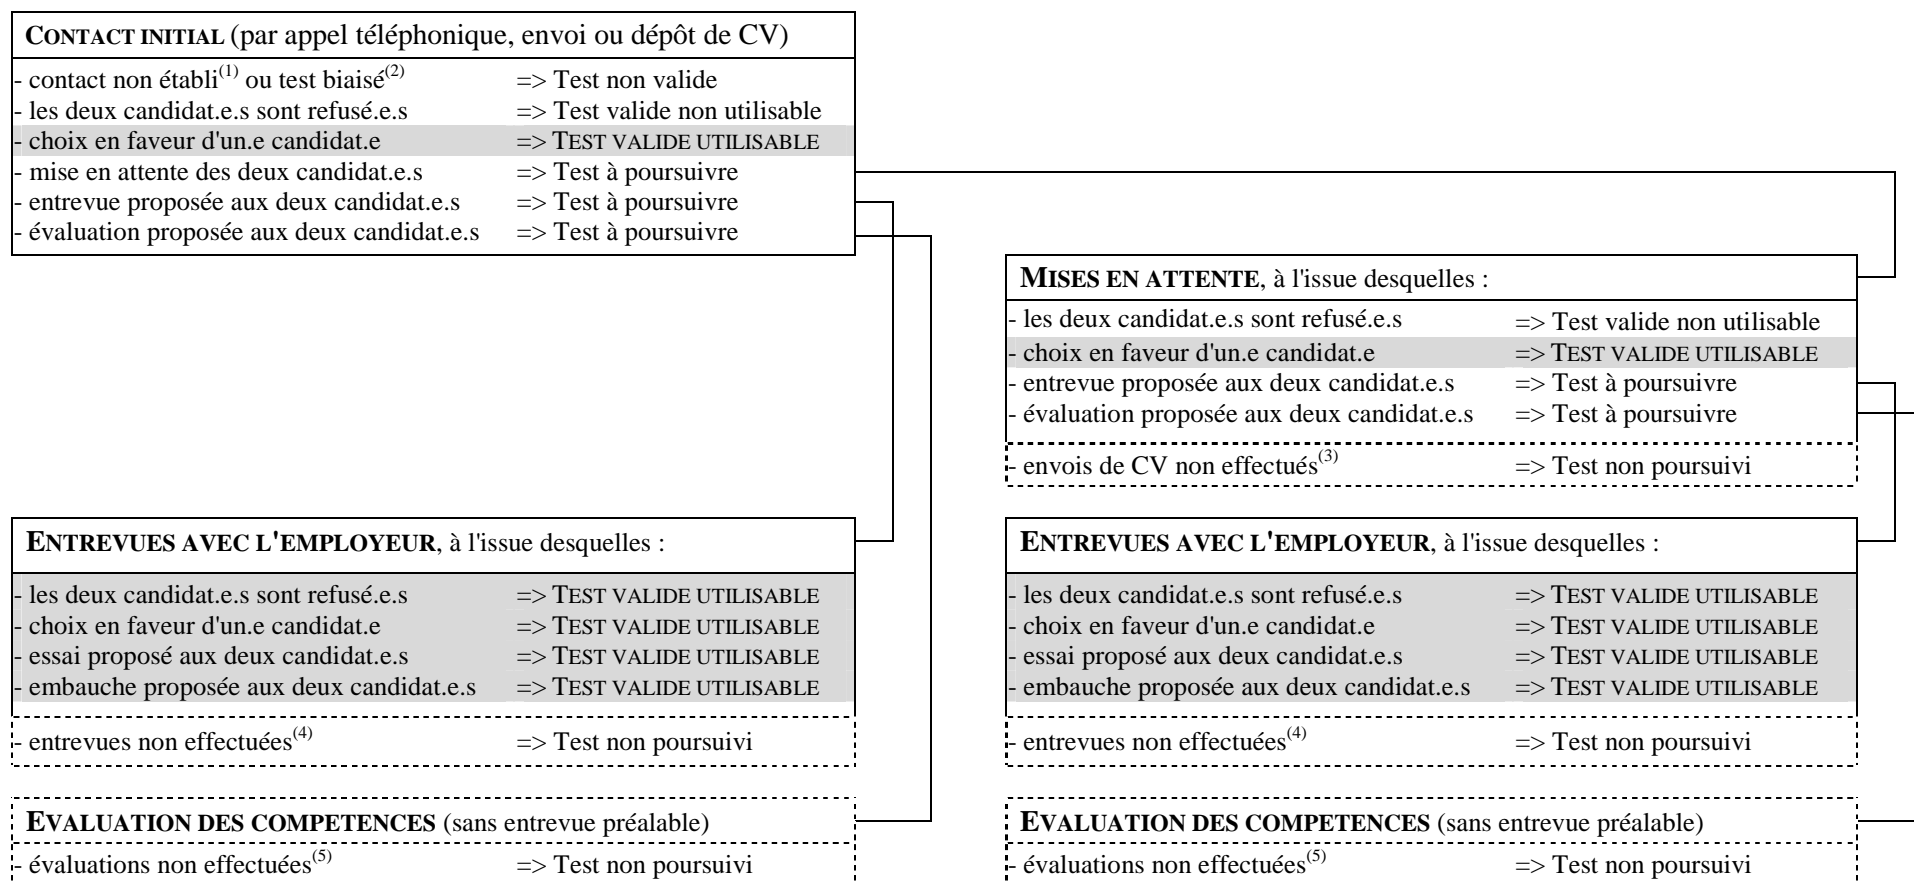 CONTACT INITIAL (par appel téléphonique, envoi ou dépôt de CV)
- contact non établi(1) ou test biaisé(2) => Test non valide
- les deux candidat.e.s sont refusé.e.s => Test valide non utilisable
- choix en faveur d'un.e candidat.e => TEST VALIDE UTILISABLE
- mise en attente des deux candidat.e.s => Test à poursuivre
- entrevue proposée aux deux candidat.e.s => Test à poursuivre
- évaluation proposée aux deux candidat.e.s => Test à poursuivre
MISES EN ATTENTE, à l'issue desquelles :
- les deux candidat.e.s sont refusé.e.s => Test valide non utilisable
- choix en faveur d'un.e candidat.e => TEST VALIDE UTILISABLE
- entrevue proposée aux deux candidat.e.s => Test à poursuivre
- évaluation proposée aux deux candidat.e.s => Test à poursuivre
- envois de CV non effectués(3) => Test non poursuivi
ENTREVUES AVEC L'EMPLOYEUR, à l'issue desquelles :
- les deux candidat.e.s sont refusé.e.s => TEST VALIDE UTILISABLE
- choix en faveur d'un.e candidat.e => TEST VALIDE UTILISABLE
- essai proposé aux deux candidat.e.s => TEST VALIDE UTILISABLE
- embauche proposée aux deux candidat.e.s => TEST VALIDE UTILISABLE
- entrevues non effectuées(4) => Test non poursuivi
ENTREVUES AVEC L'EMPLOYEUR, à l'issue desquelles :
- les deux candidat.e.s sont refusé.e.s => TEST VALIDE UTILISABLE
- choix en faveur d'un.e candidat.e => TEST VALIDE UTILISABLE
- essai proposé aux deux candidat.e.s => TEST VALIDE UTILISABLE
- embauche proposée aux deux candidat.e.s => TEST VALIDE UTILISABLE
- entrevues non effectuées(4) => Test non poursuivi
EVALUATION DES COMPETENCES (sans entrevue préalable)
- évaluations non effectuées(5) => Test non poursuivi
EVALUATION DES COMPETENCES (sans entrevue préalable)
- évaluations non effectuées(5) => Test non poursuivi